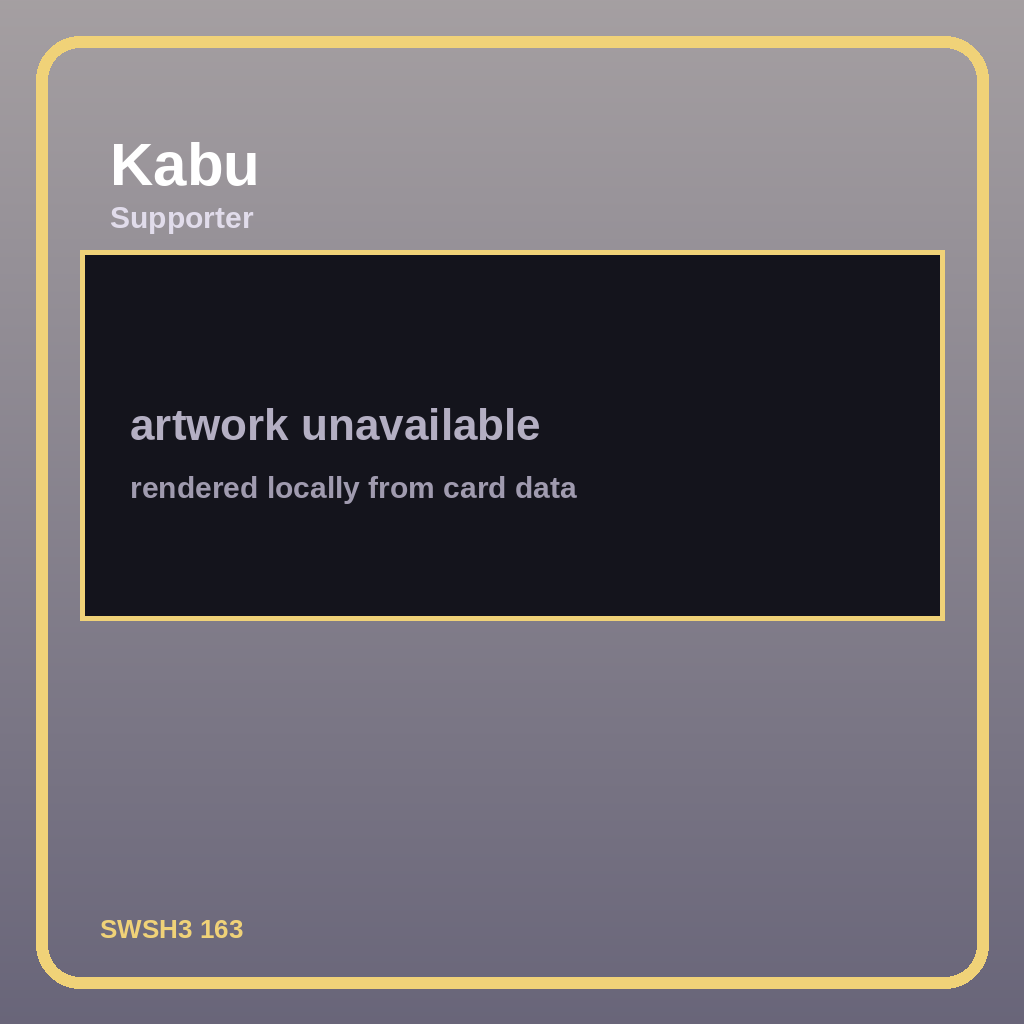 Kabu
Supporter
artwork unavailable
rendered locally from card data
SWSH3 163